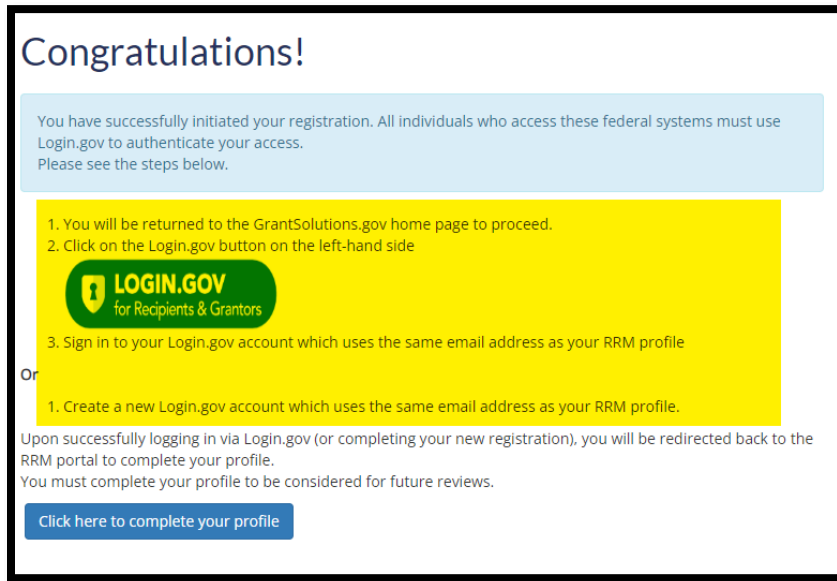 Congratulations!
You have successfully initiated your registration. All individuals who access these federal systems must use
Login.gov to authenticate your access.
Please see the steps below.
1. You will be returned to the GrantSolutions.gov home page to proceed.
2. Click on the Login.gov button on the left-hand side
LOGIN.GOV
for Recipients & Grantors
3. Sign in to your Login.gov account which uses the same email address as your RRM profile
Or
1. Create a new Login.gov account which uses the same email address as your RRM profile.
Upon successfully logging in via Login.gov (or completing your new registration), you will be redirected back to the
RRM portal to complete your profile.
You must complete your profile to be considered for future reviews.
Click here to complete your profile